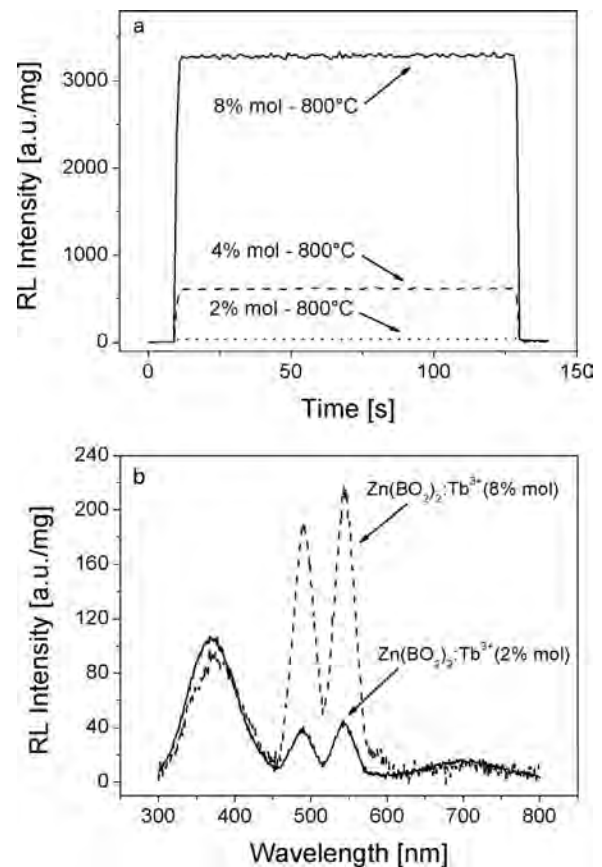 a
RL Intensity [a.u./mg]
3000
2000
1000
0
8% mol - 800°C
4% mol - 800°C
2% mol - 800°C
0 50 100 150
Time [s]
b
RL Intensity [a.u./mg]
240
200
160
120
80
40
0
Zn(BO₂)₂:Tb³⁺(8% mol)
Zn(BO₂)₂:Tb³⁺(2% mol)
300 400 500 600 700 800
Wavelength [nm]